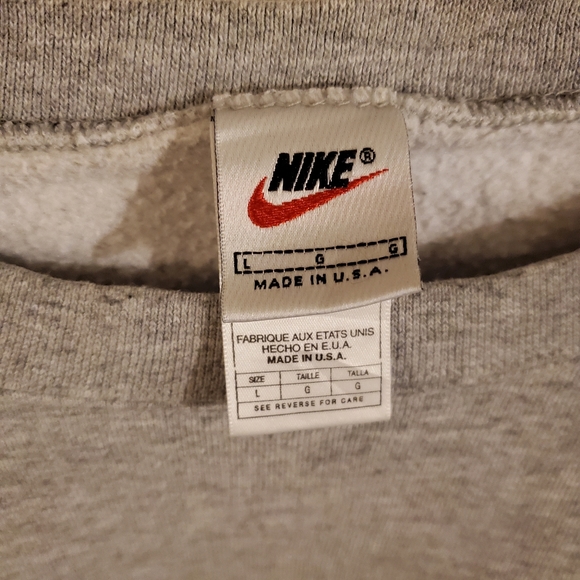 NIKE®
L G G
MADE IN U.S.A.
FABRIQUE AUX ETATS UNIS
HECHO EN E.U.A.
MADE IN U.S.A.
SIZE TAILLE TALLA
L G G
SEE REVERSE FOR CARE